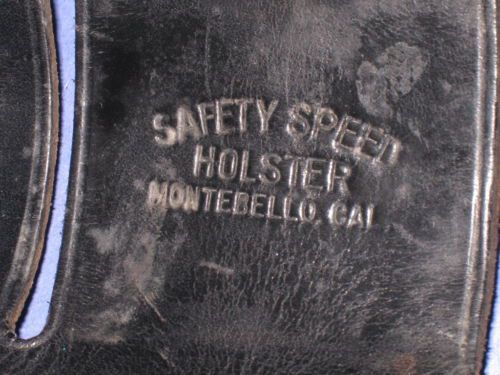 SAFETY SPEED
HOLSTER
MONTEBELLO, CAL